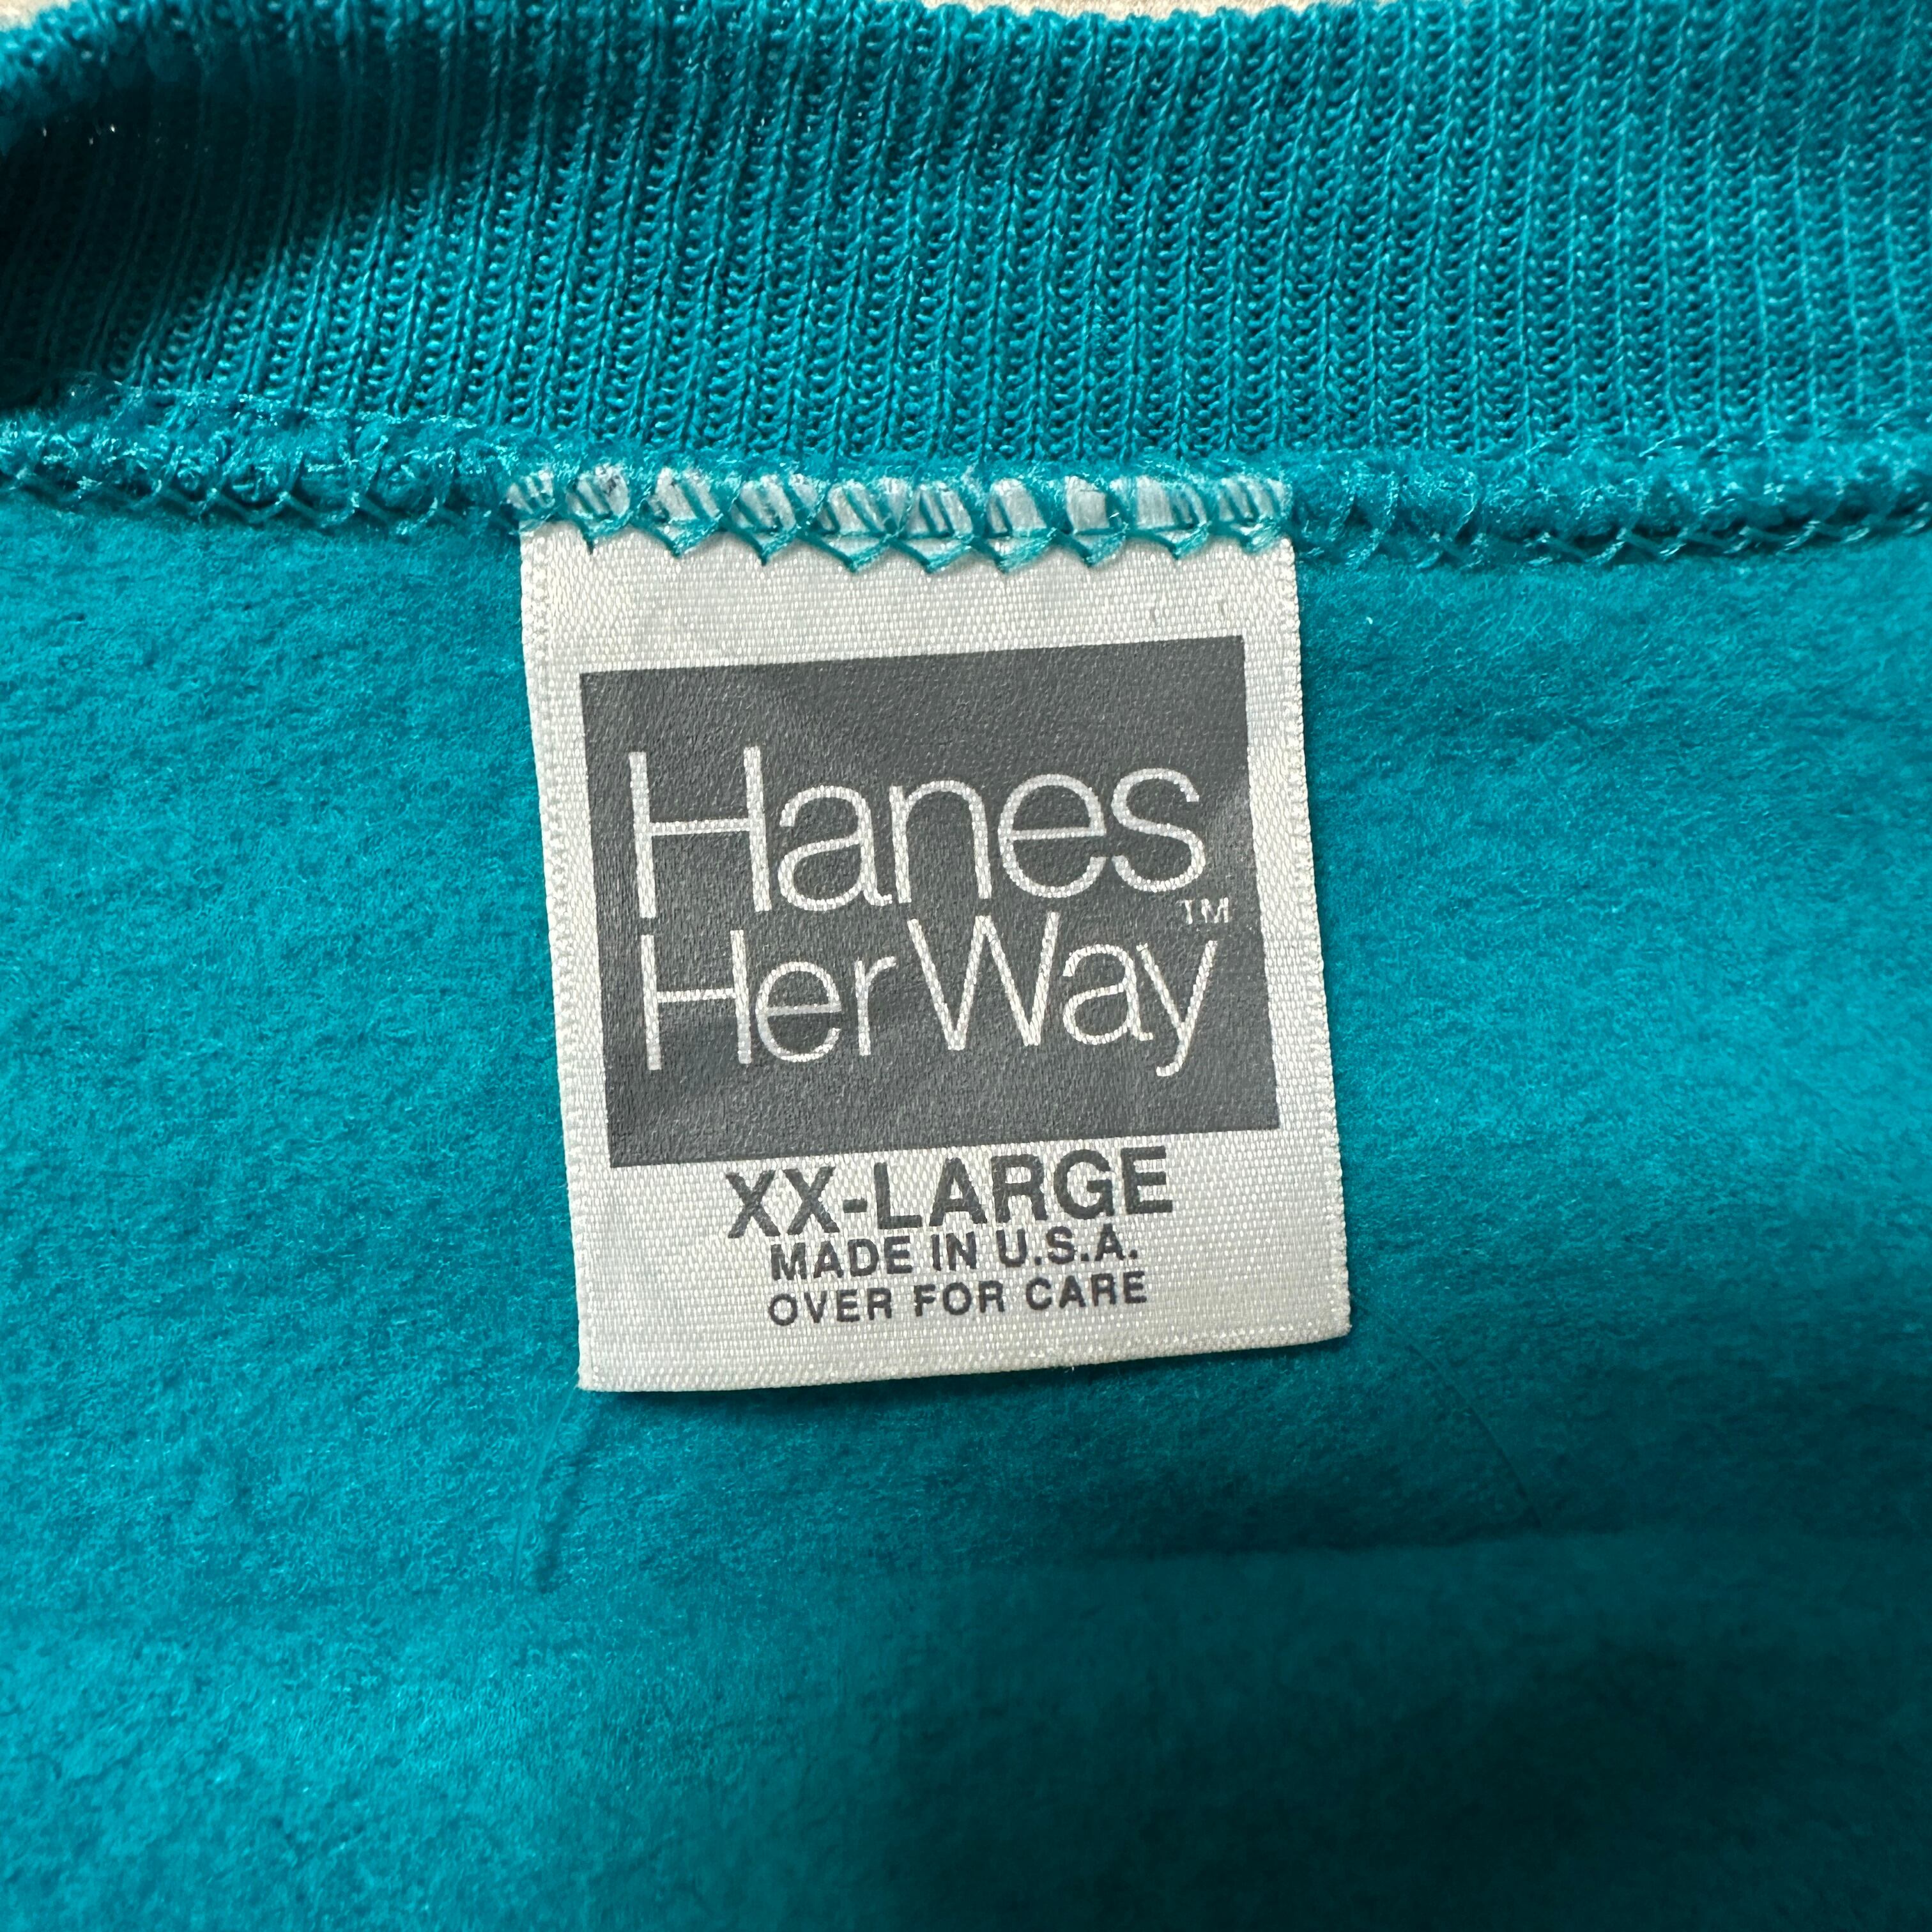 Hanes
Her Way™
XX-LARGE
MADE IN U.S.A.
OVER FOR CARE